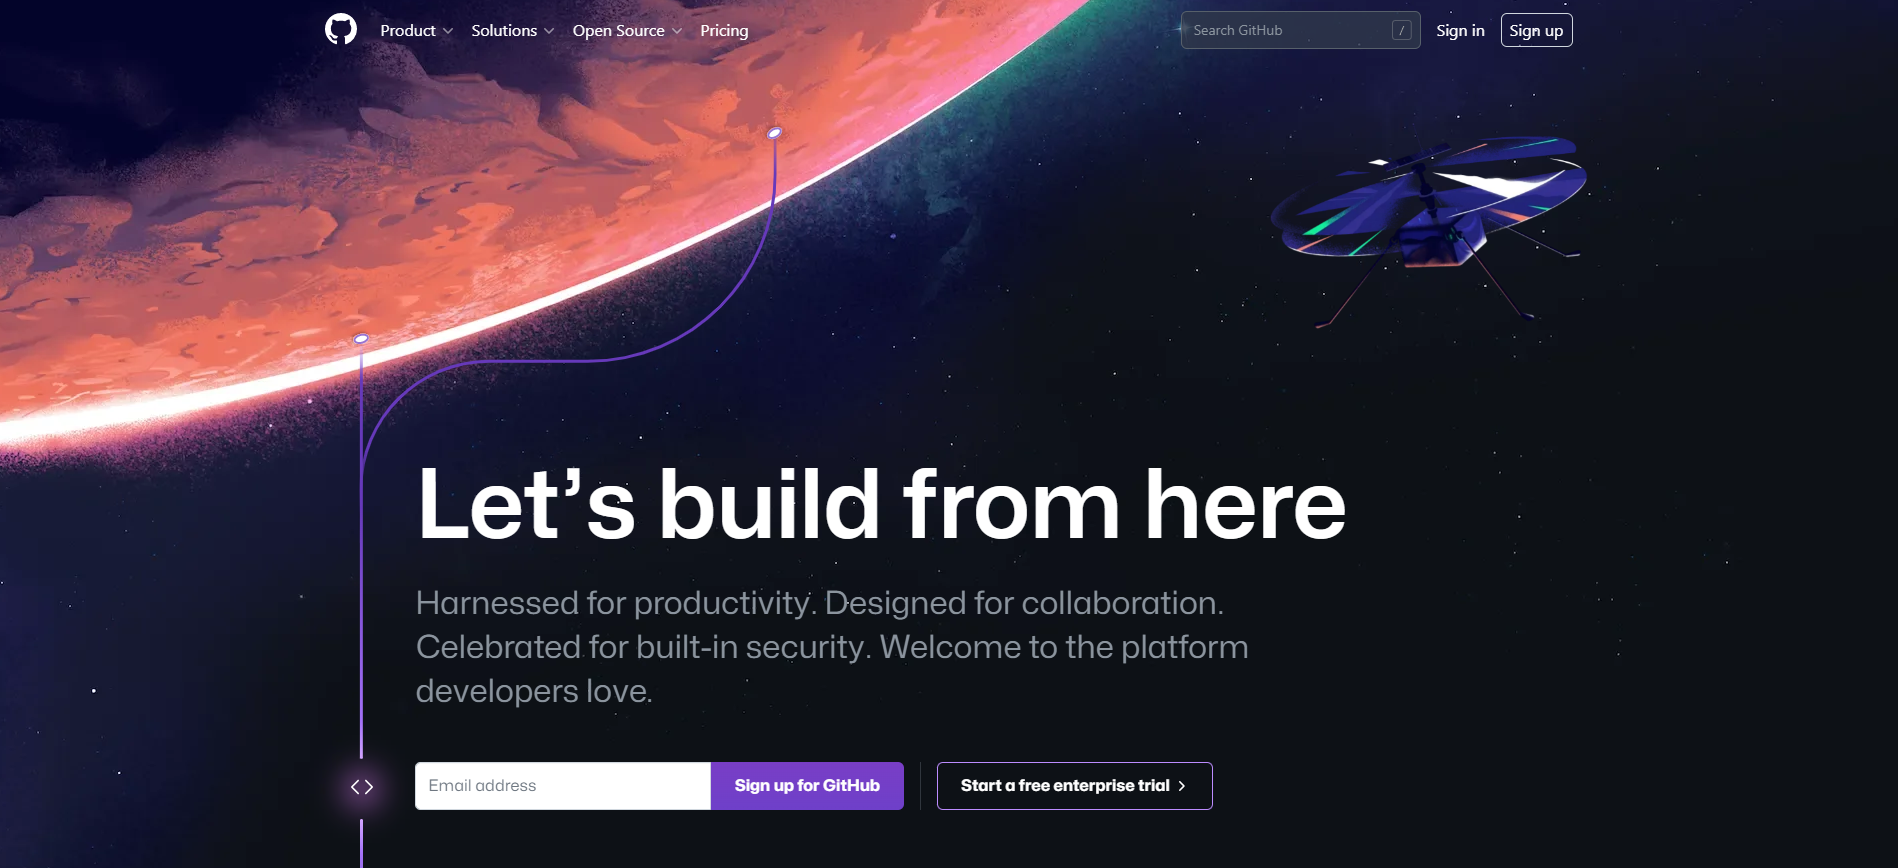 Product
Solutions
Open Source
Pricing
Search GitHub
/
Sign in
Sign up
Let’s build from here
Harnessed for productivity. Designed for collaboration.
Celebrated for built-in security. Welcome to the platform
developers love.
Email address
Sign up for GitHub
Start a free enterprise trial